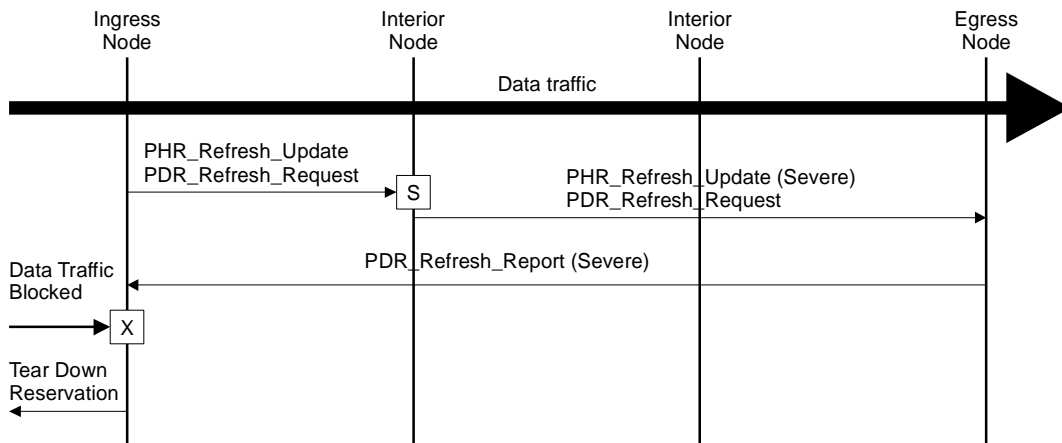 Ingress
Node
Interior
Node
Interior
Node
Egress
Node
Data traffic
PHR_Refresh_Update
PDR_Refresh_Request
S
PHR_Refresh_Update (Severe)
PDR_Refresh_Request
PDR_Refresh_Report (Severe)
Data Traffic
Blocked
X
Tear Down
Reservation